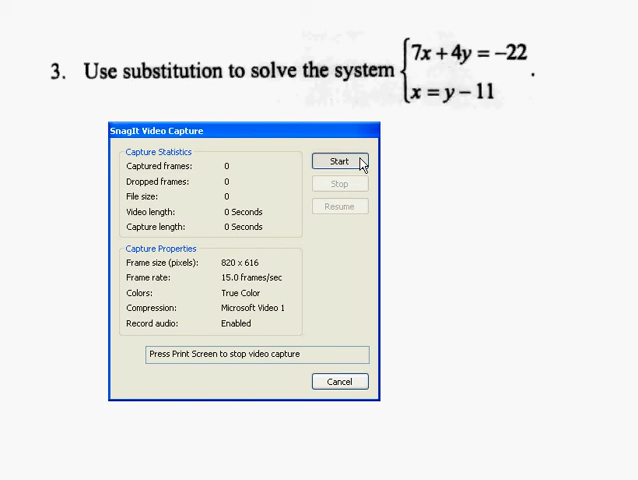 3. Use substitution to solve the system { 7x + 4y = −22
x = y − 11 .
SnagIt Video Capture
Capture Statistics
Captured frames: 0
Start
Dropped frames: 0
Stop
File size: 0
Resume
Video length: 0 Seconds
Capture length: 0 Seconds
Capture Properties
Frame size (pixels): 820 x 616
Frame rate: 15.0 frames/sec
Colors: True Color
Compression: Microsoft Video 1
Record audio: Enabled
Press Print Screen to stop video capture
Cancel